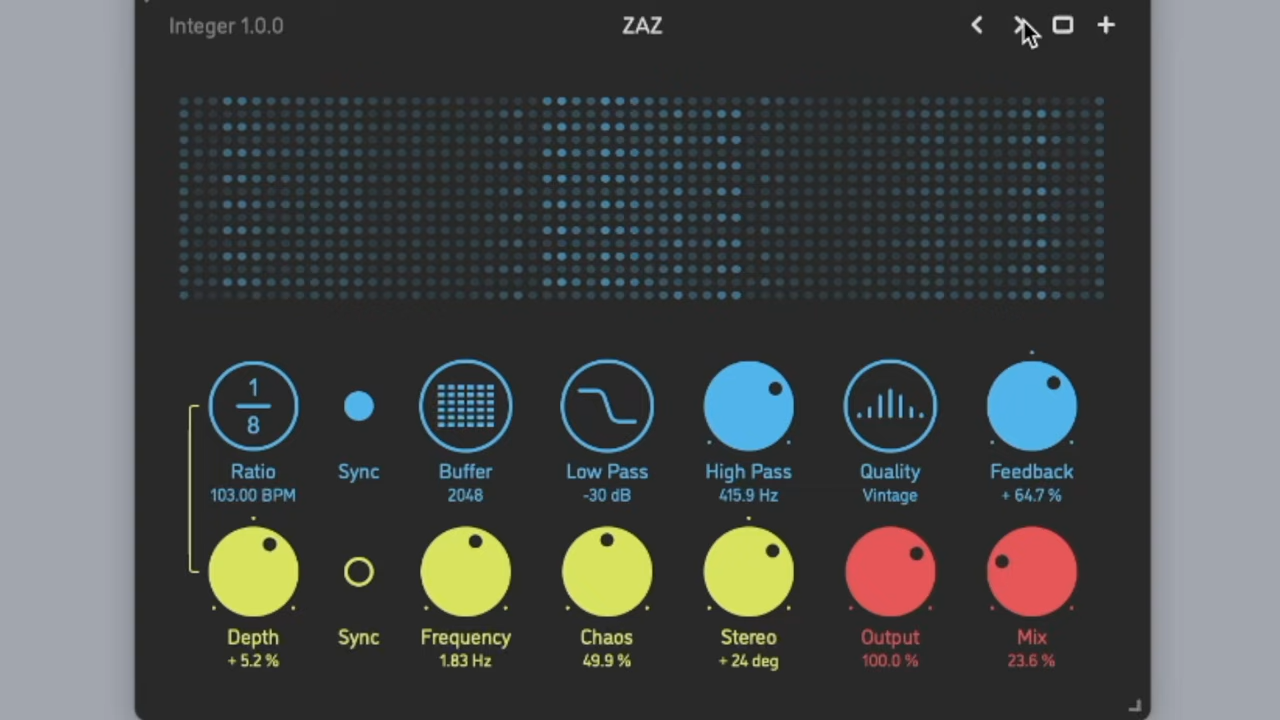 Integer 1.0.0
ZAZ
1
8
Ratio Sync Buffer Low Pass High Pass Quality Feedback
103.00 BPM 2048 -30 dB 415.9 Hz Vintage + 64.7 %
Depth Sync Frequency Chaos Stereo Output Mix
+ 5.2 % 1.83 Hz 49.9 % + 24 deg 100.0 % 23.6 %